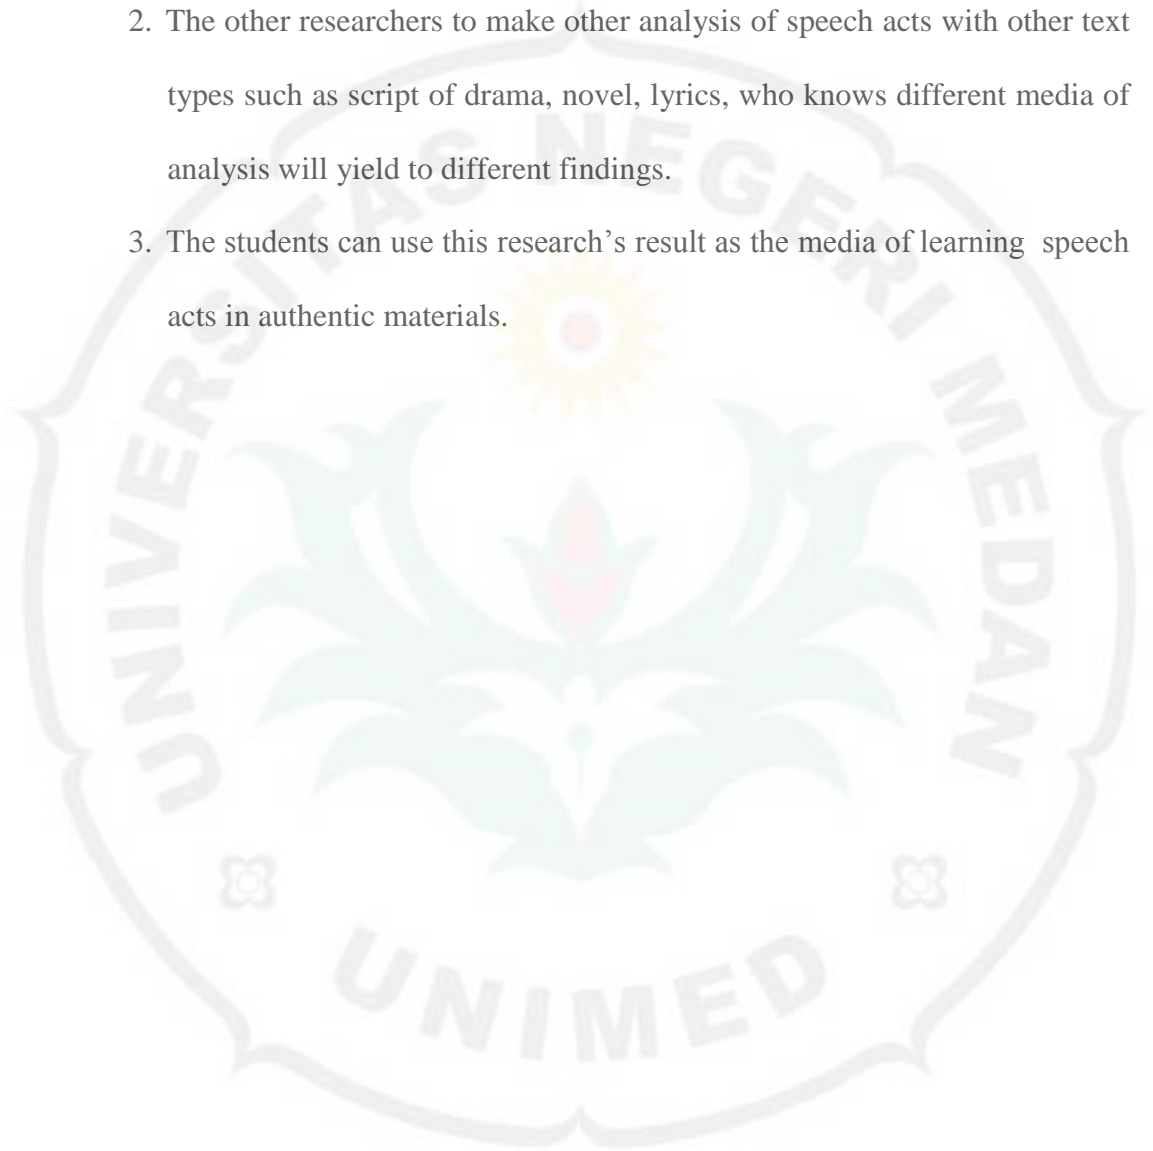 2. The other researchers to make other analysis of speech acts with other text
types such as script of drama, novel, lyrics, who knows different media of
analysis will yield to different findings.
3. The students can use this research’s result as the media of learning  speech
acts in authentic materials.
UNIVERSITAS NEGERI MEDAN
UNIMED